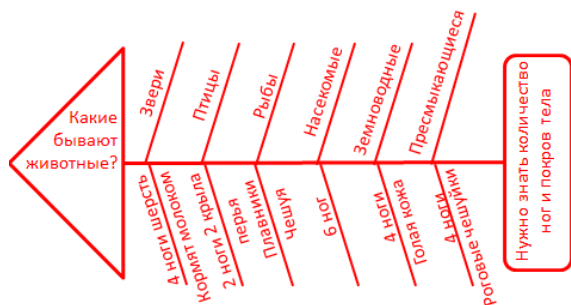 Какие
бывают
животные?
Звери
Птицы
Рыбы
Насекомые
Земноводные
Пресмыкающиеся
4 ноги шерсть
Кормят молоком
2 ноги 2 крыла
перья
Плавники
Чешуя
6 ног
4 ноги
Голая кожа
4 ноги
Роговые чешуйки
Нужно знать количество
ног и покров тела